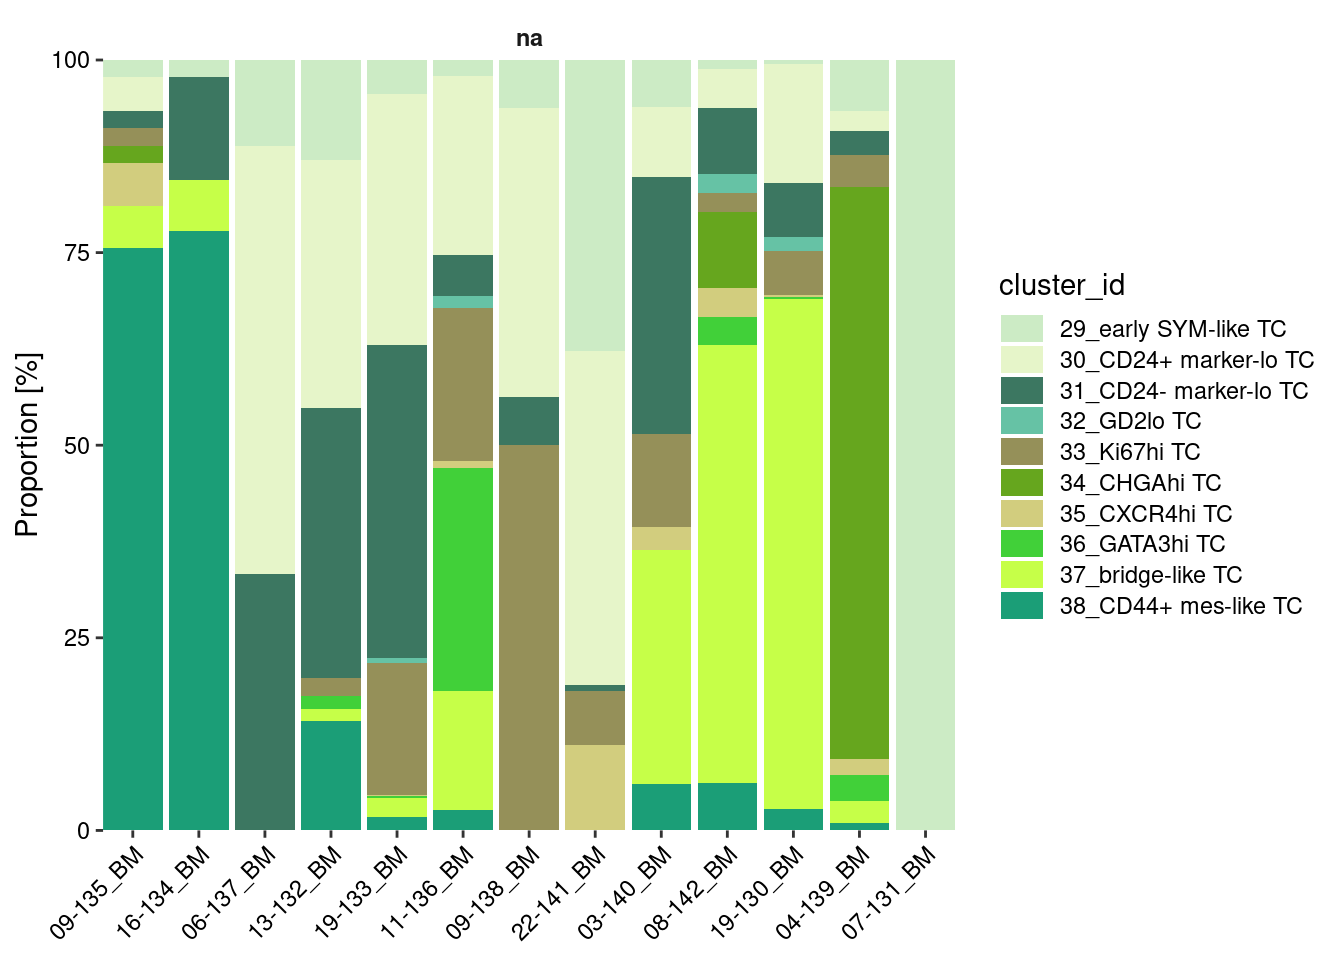 na
Proportion [%]
100
75
50
25
0
09-135_BM
16-134_BM
06-137_BM
13-132_BM
19-133_BM
11-136_BM
09-138_BM
22-141_BM
03-140_BM
08-142_BM
19-130_BM
04-139_BM
07-131_BM
cluster_id
29_early SYM-like TC
30_CD24+ marker-lo TC
31_CD24- marker-lo TC
32_GD2lo TC
33_Ki67hi TC
34_CHGAhi TC
35_CXCR4hi TC
36_GATA3hi TC
37_bridge-like TC
38_CD44+ mes-like TC